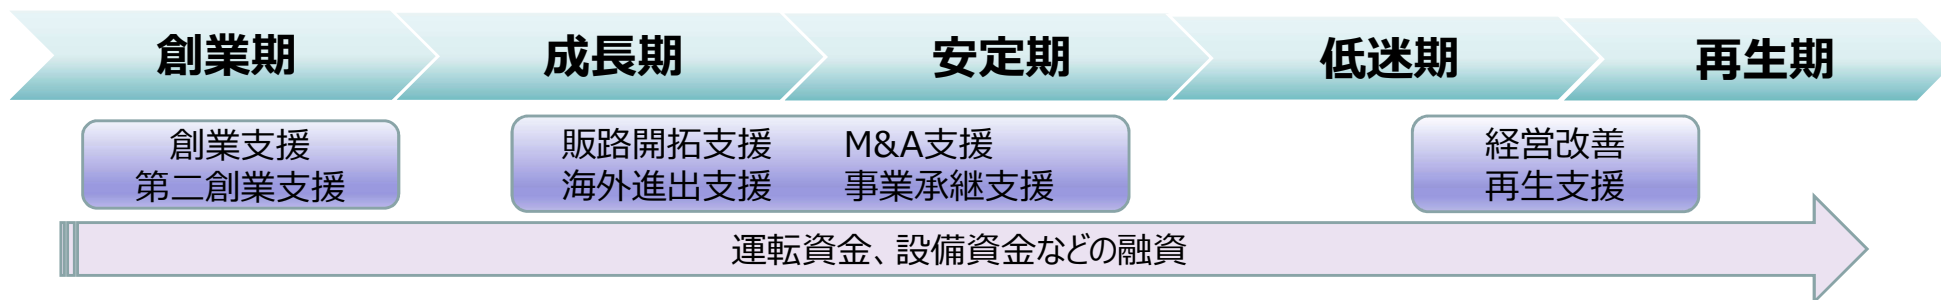 創業期
成長期
安定期
低迷期
再生期
創業支援
第二創業支援
販路開拓支援 M&A支援
海外進出支援 事業承継支援
経営改善
再生支援
運転資金、設備資金などの融資